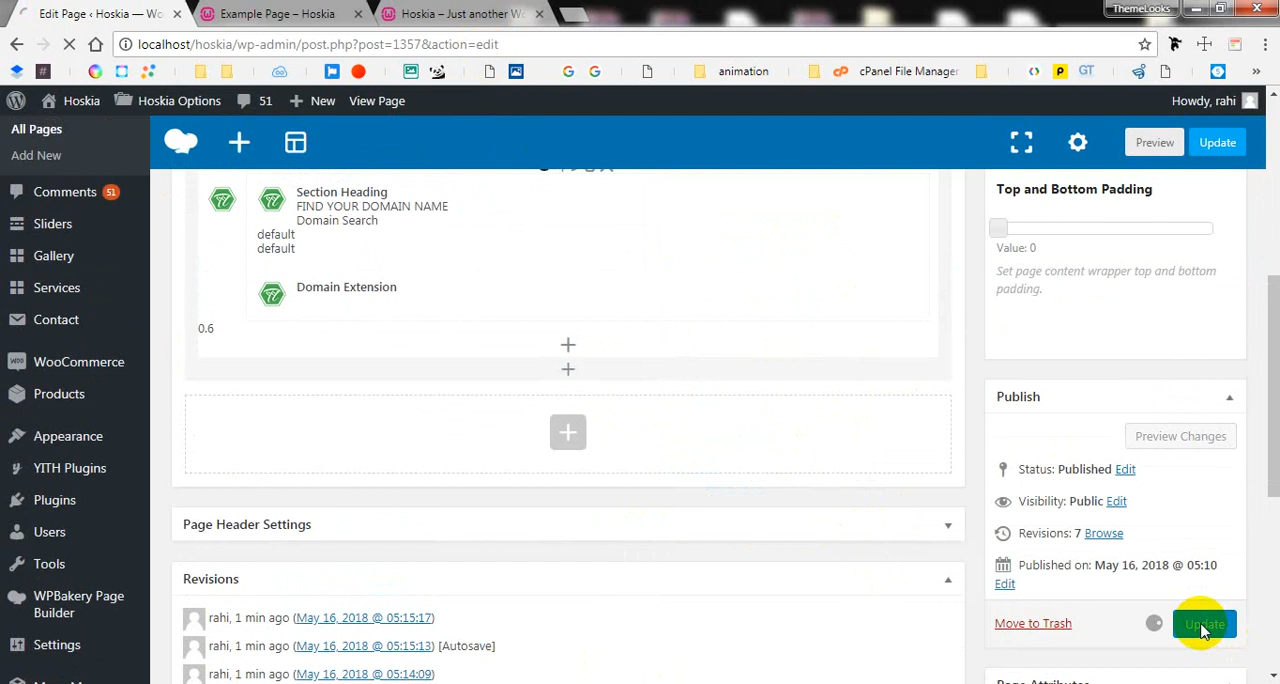 Edit Page ‹ Hoskia — Wo
Example Page – Hoskia
Hoskia – Just another Wo
ThemeLooks
localhost/hoskia/wp-admin/post.php?post=1357&action=edit
animation
cPanel File Manager
GT
Hoskia
Hoskia Options
51
New
View Page
Howdy, rahi
All Pages
Add New
Comments 51
Sliders
Gallery
Services
Contact
WooCommerce
Products
Appearance
YITH Plugins
Plugins
Users
Tools
WPBakery Page
Builder
Settings
Preview
Update
Section Heading
FIND YOUR DOMAIN NAME
Domain Search
default
default
Domain Extension
0.6
Page Header Settings
Revisions
rahi, 1 min ago (May 16, 2018 @ 05:15:17)
rahi, 1 min ago (May 16, 2018 @ 05:15:13) [Autosave]
rahi, 1 min ago (May 16, 2018 @ 05:14:09)
Top and Bottom Padding
Value: 0
Set page content wrapper top and bottom
padding.
Publish
Preview Changes
Status: Published Edit
Visibility: Public Edit
Revisions: 7 Browse
Published on: May 16, 2018 @ 05:10
Edit
Move to Trash
Update